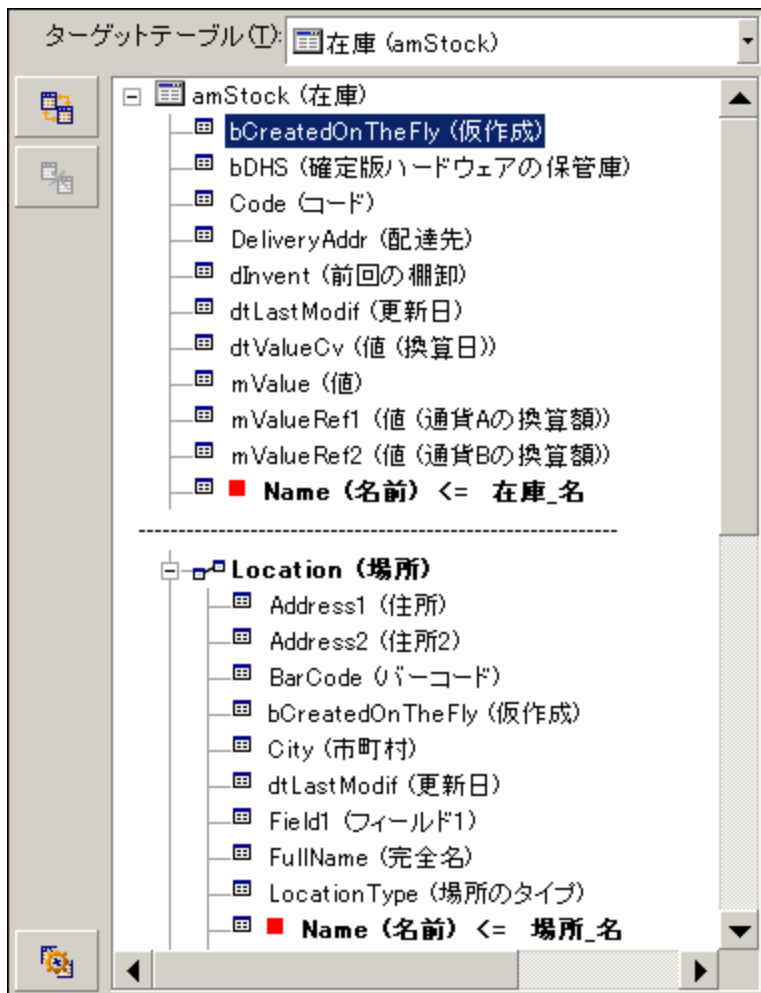 ターゲットテーブル(T): 在庫 (amStock)
amStock (在庫)
bCreatedOnTheFly (仮作成)
bDHS (確定版ハードウェアの保管庫)
Code (コード)
DeliveryAddr (配達先)
dInvent (前回の棚卸)
dtLastModif (更新日)
dtValueCv (値 (換算日))
mValue (値)
mValueRef1 (値 (通貨Aの換算額))
mValueRef2 (値 (通貨Bの換算額))
Name (名前) <= 在庫_名
Location (場所)
Address1 (住所)
Address2 (住所2)
BarCode (バーコード)
bCreatedOnTheFly (仮作成)
City (市町村)
dtLastModif (更新日)
Field1 (フィールド1)
FullName (完全名)
LocationType (場所のタイプ)
Name (名前) <= 場所_名